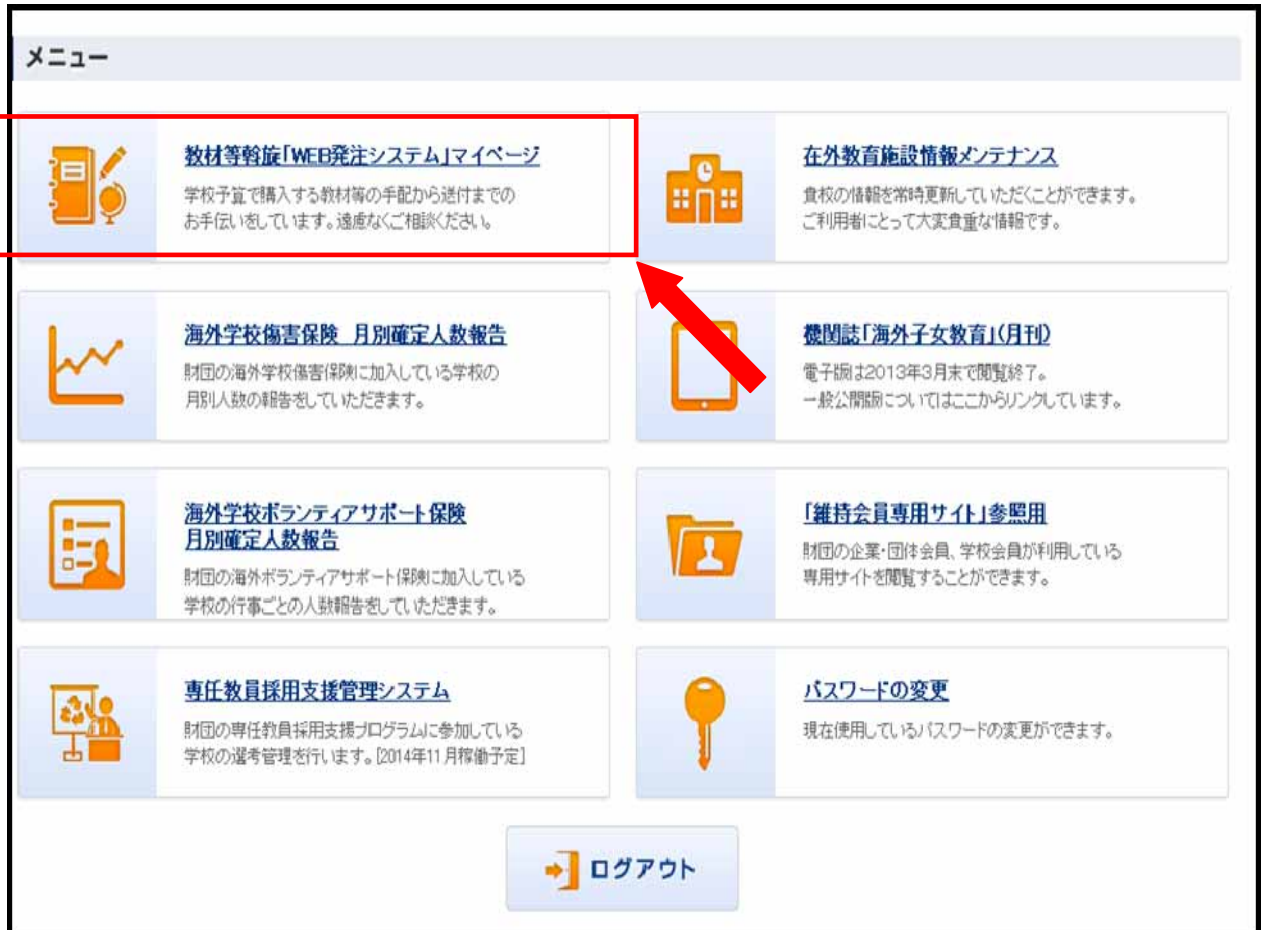 メニュー
教材等斡旋「WEB発注システム」マイページ
学校予算で購入する教材等の手配から送付までの
お手伝いをしています。遠慮なくご相談ください。
在外教育施設情報メンテナンス
貴校の情報を常時更新していただくことができます。
ご利用者にとって大変貴重な情報です。
海外学校傷害保険 月別確定人数報告
財団の海外学校傷害保険に加入している学校の
月別人数の報告をしていただきます。
機関誌「海外子女教育」(月刊)
電子版は2013年3月末で閲覧終了。
一般公開版についてはここからリンクしています。
海外学校ボランティアサポート保険
月別確定人数報告
財団の海外ボランティアサポート保険に加入している
学校の行事ごとの人数報告をしていただきます。
「維持会員専用サイト」参照用
財団の企業・団体会員、学校会員が利用している
専用サイトを閲覧することができます。
専任教員採用支援管理システム
財団の専任教員採用支援プログラムに参加している
学校の選考管理を行います。[2014年11月稼働予定]
パスワードの変更
現在使用しているパスワードの変更ができます。
ログアウト